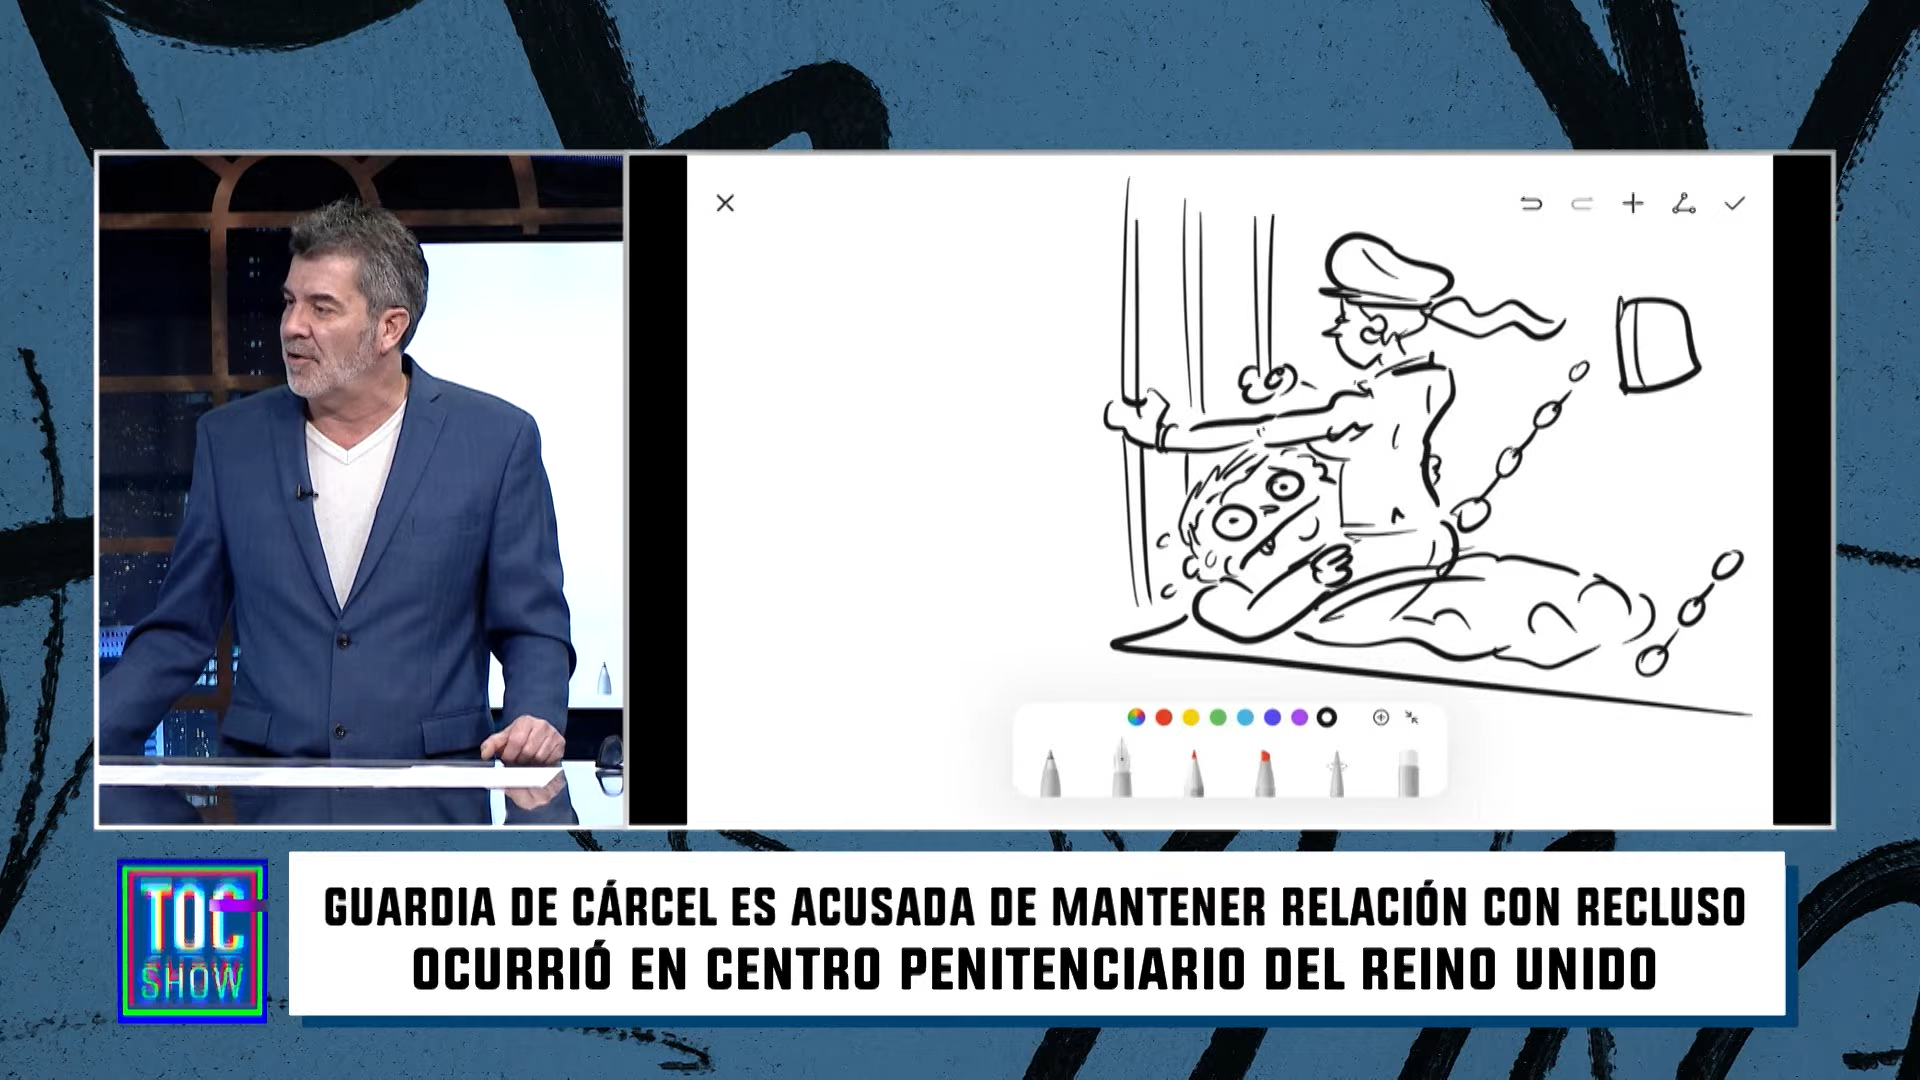 TOC
SHOW
GUARDIA DE CÁRCEL ES ACUSADA DE MANTENER RELACIÓN CON RECLUSO
OCURRIÓ EN CENTRO PENITENCIARIO DEL REINO UNIDO